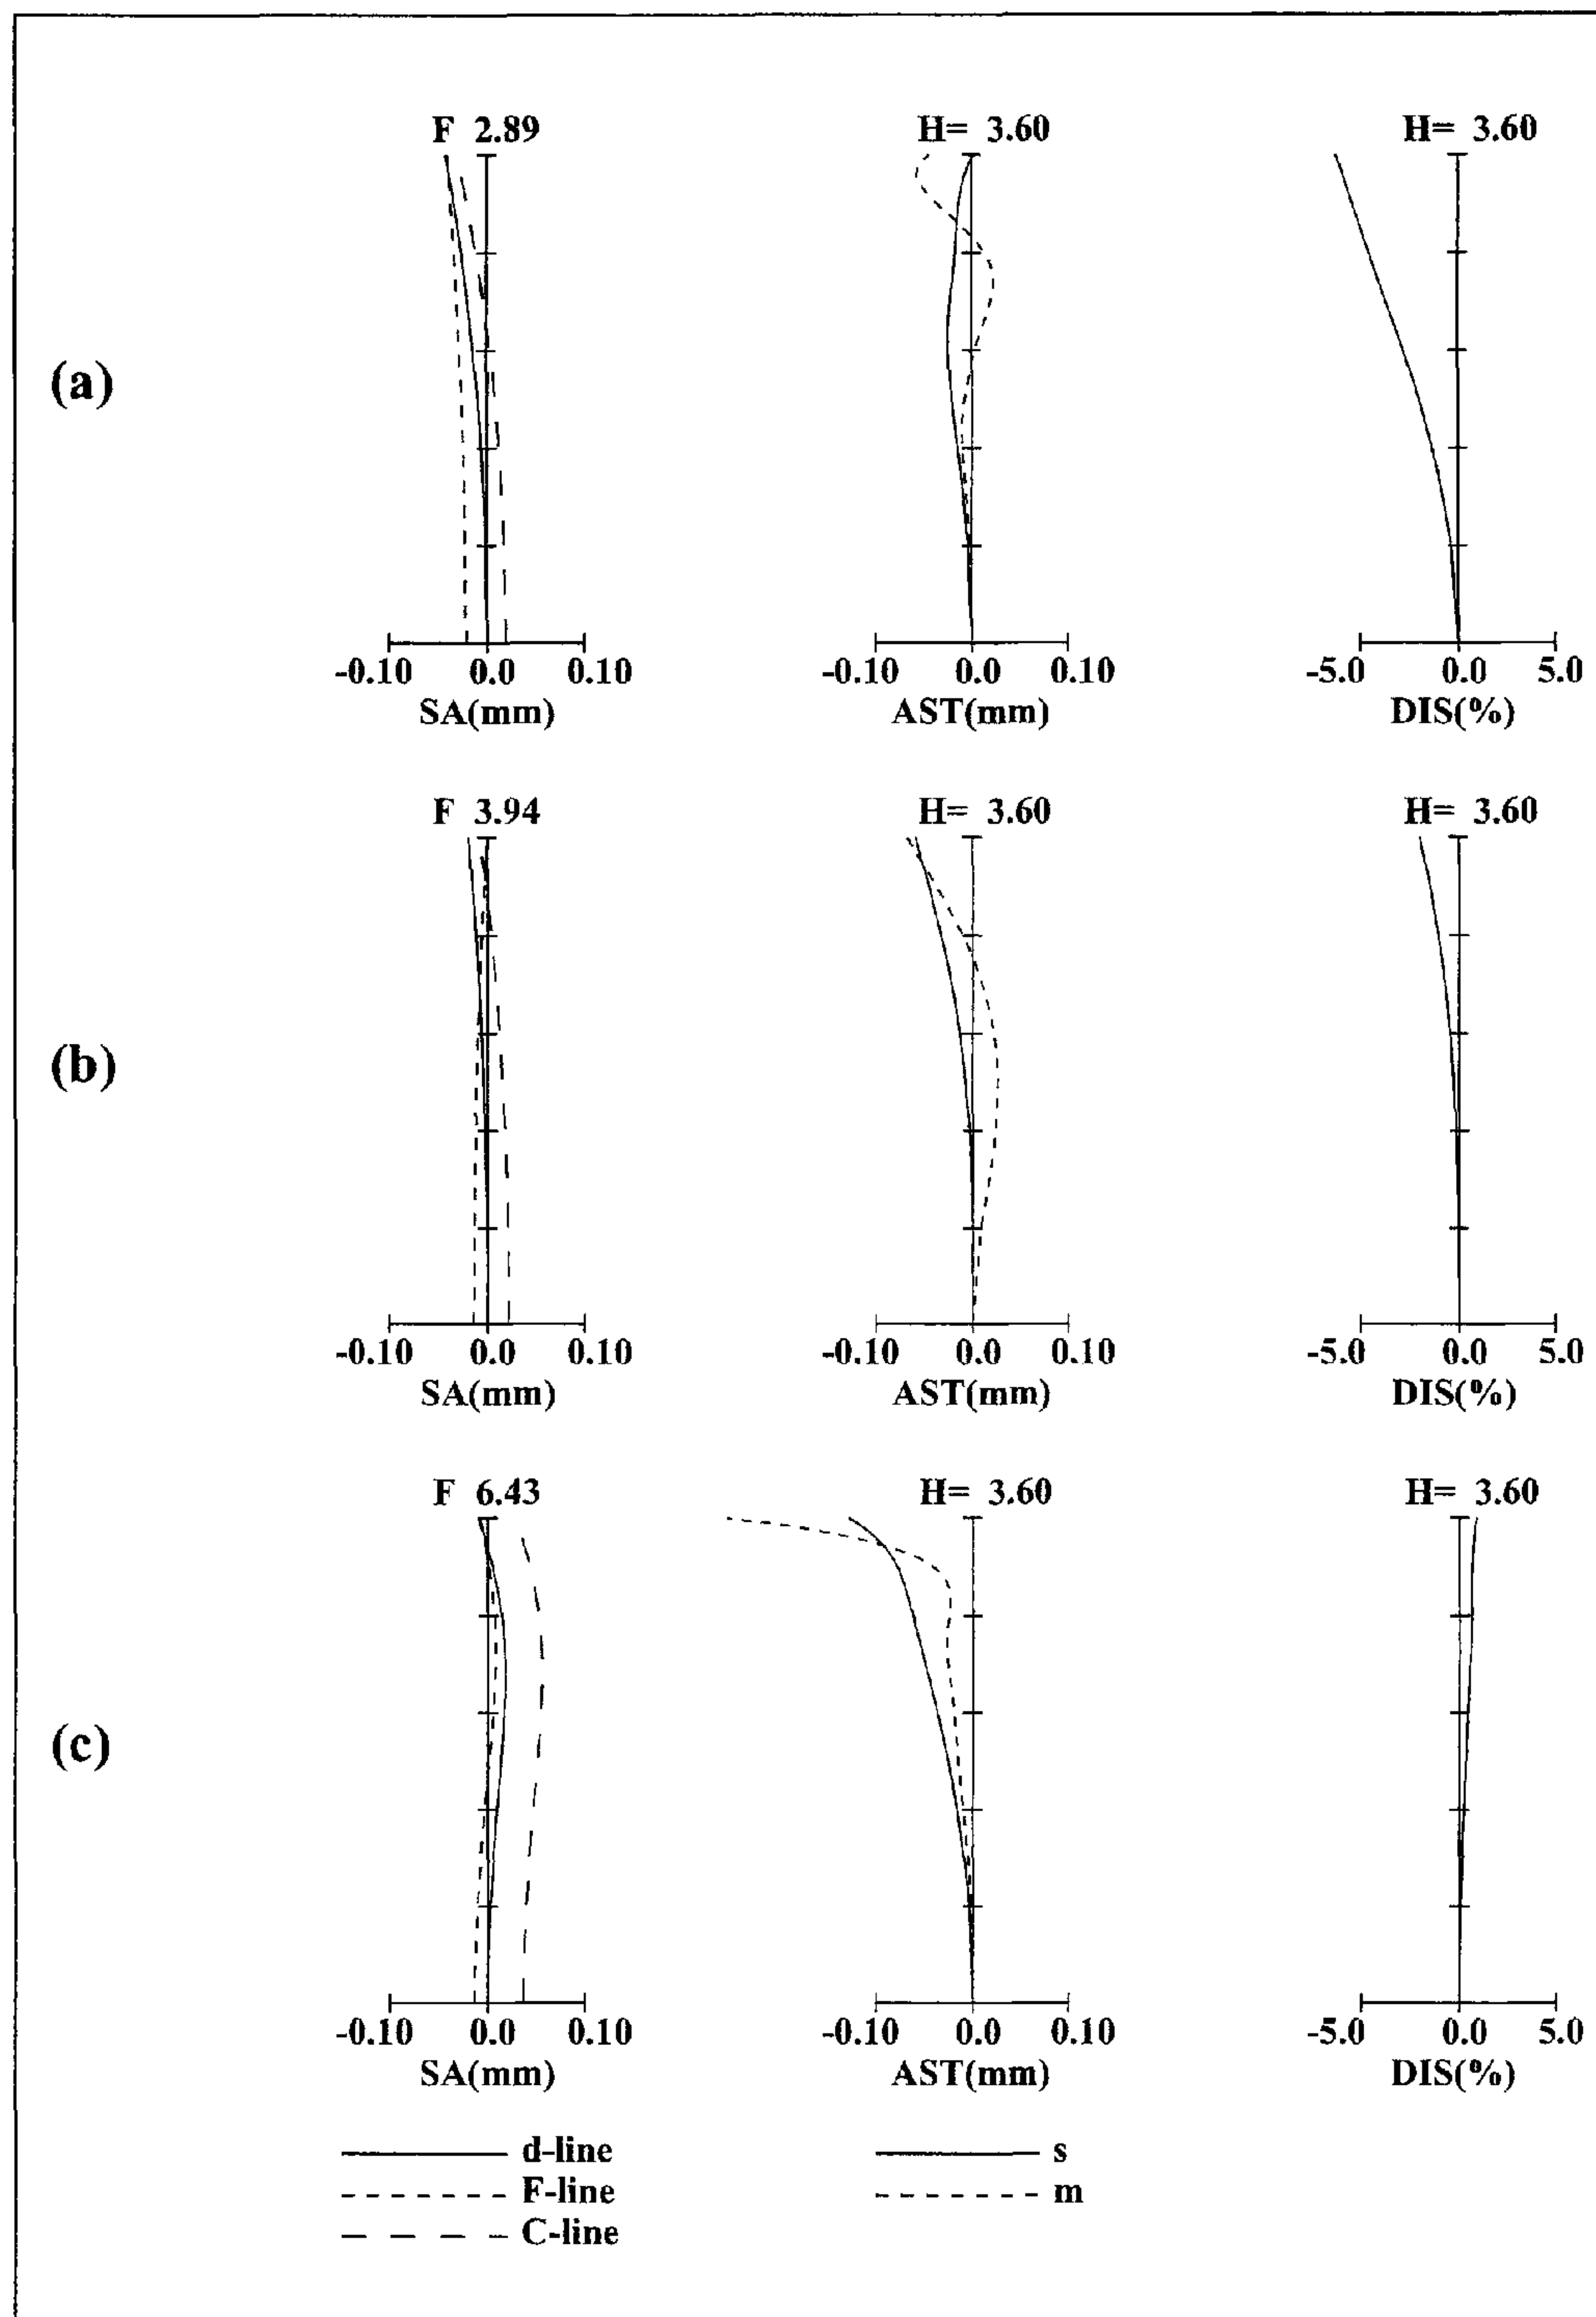 F 2.89 H= 3.60 H= 3.60
(a)
-0.10 0.0 0.10 -0.10 0.0 0.10 -5.0 0.0 5.0
SA(mm) AST(mm) DIS(%)
F 3.94 H= 3.60 H= 3.60
(b)
-0.10 0.0 0.10 -0.10 0.0 0.10 -5.0 0.0 5.0
SA(mm) AST(mm) DIS(%)
F 6.43 H= 3.60 H= 3.60
(c)
-0.10 0.0 0.10 -0.10 0.0 0.10 -5.0 0.0 5.0
SA(mm) AST(mm) DIS(%)
d-line s
F-line m
C-line